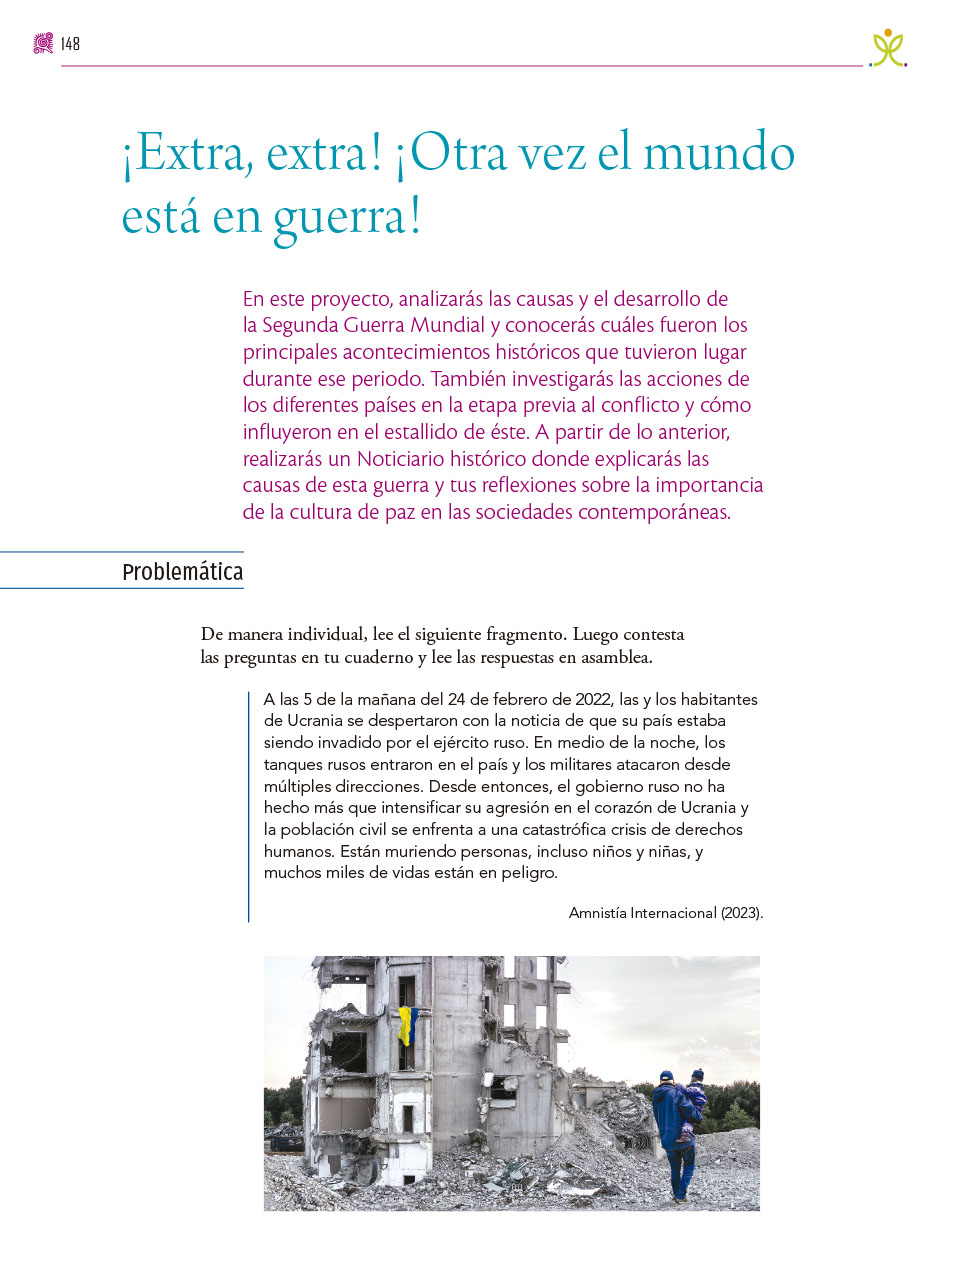 148
¡Extra, extra! ¡Otra vez el mundo
está en guerra!
En este proyecto, analizarás las causas y el desarrollo de
la Segunda Guerra Mundial y conocerás cuáles fueron los
principales acontecimientos históricos que tuvieron lugar
durante ese periodo. También investigarás las acciones de
los diferentes países en la etapa previa al conflicto y cómo
influyeron en el estallido de éste. A partir de lo anterior,
realizarás un Noticiario histórico donde explicarás las
causas de esta guerra y tus reflexiones sobre la importancia
de la cultura de paz en las sociedades contemporáneas.
Problemática
De manera individual, lee el siguiente fragmento. Luego contesta
las preguntas en tu cuaderno y lee las respuestas en asamblea.
A las 5 de la mañana del 24 de febrero de 2022, las y los habitantes
de Ucrania se despertaron con la noticia de que su país estaba
siendo invadido por el ejército ruso. En medio de la noche, los
tanques rusos entraron en el país y los militares atacaron desde
múltiples direcciones. Desde entonces, el gobierno ruso no ha
hecho más que intensificar su agresión en el corazón de Ucrania y
la población civil se enfrenta a una catastrófica crisis de derechos
humanos. Están muriendo personas, incluso niños y niñas, y
muchos miles de vidas están en peligro.
Amnistía Internacional (2023).